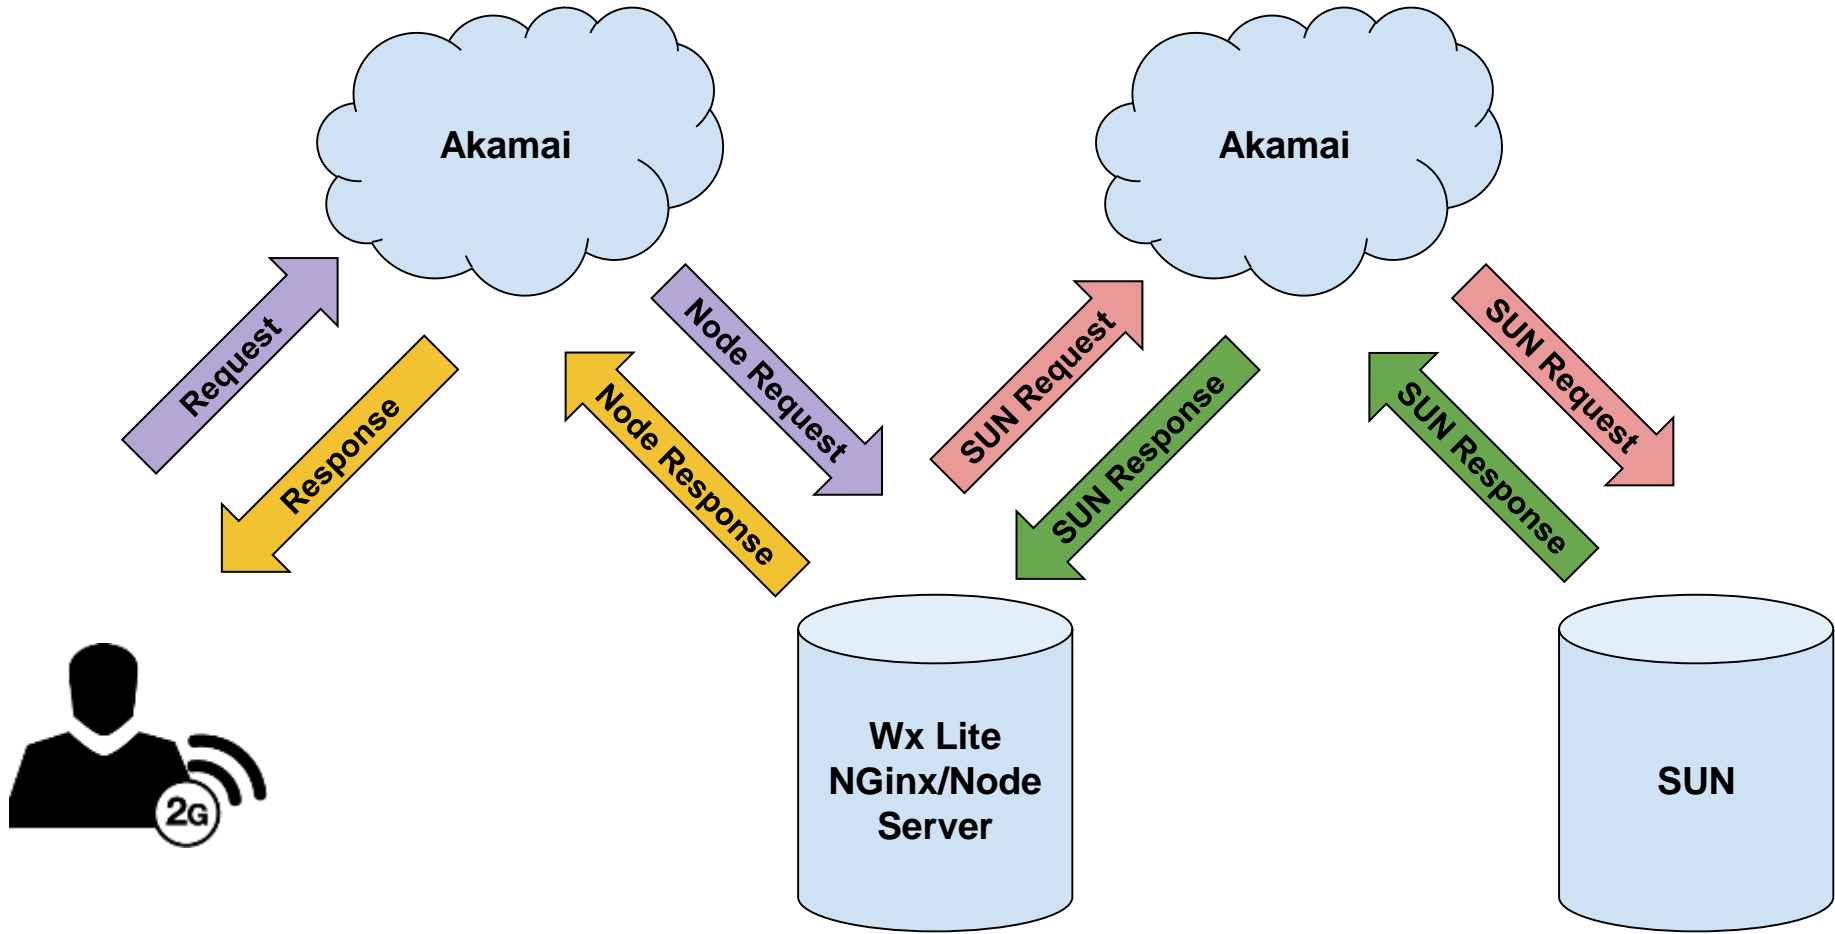 Akamai
Akamai
Request
Response
Node Request
Node Response
SUN Request
SUN Response
SUN Request
SUN Response
2G
Wx Lite
NGinx/Node
Server
SUN